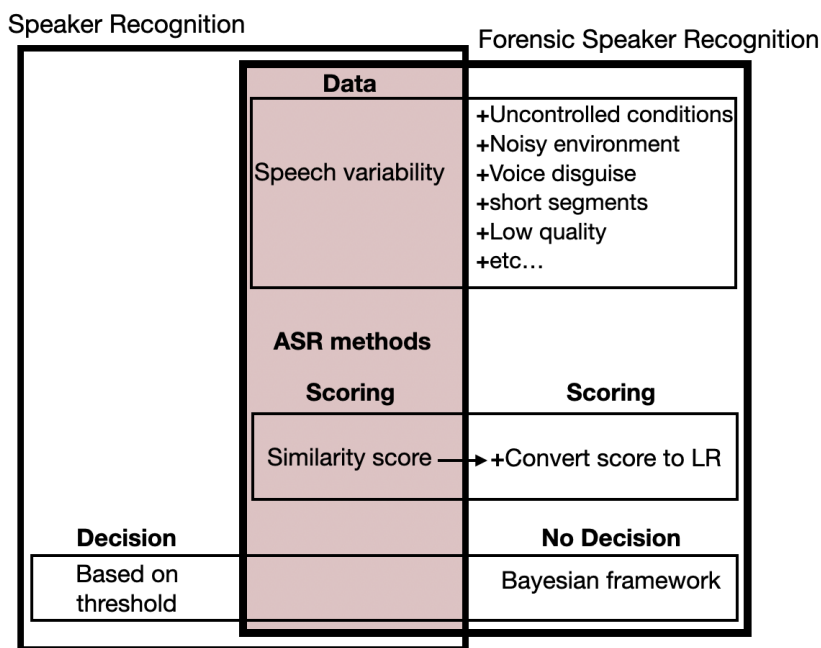 Speaker Recognition
Forensic Speaker Recognition
Data
Speech variability
+Uncontrolled conditions
+Noisy environment
+Voice disguise
+short segments
+Low quality
+etc...
ASR methods
Scoring
Scoring
Similarity score
+Convert score to LR
Decision
No Decision
Based on
threshold
Bayesian framework